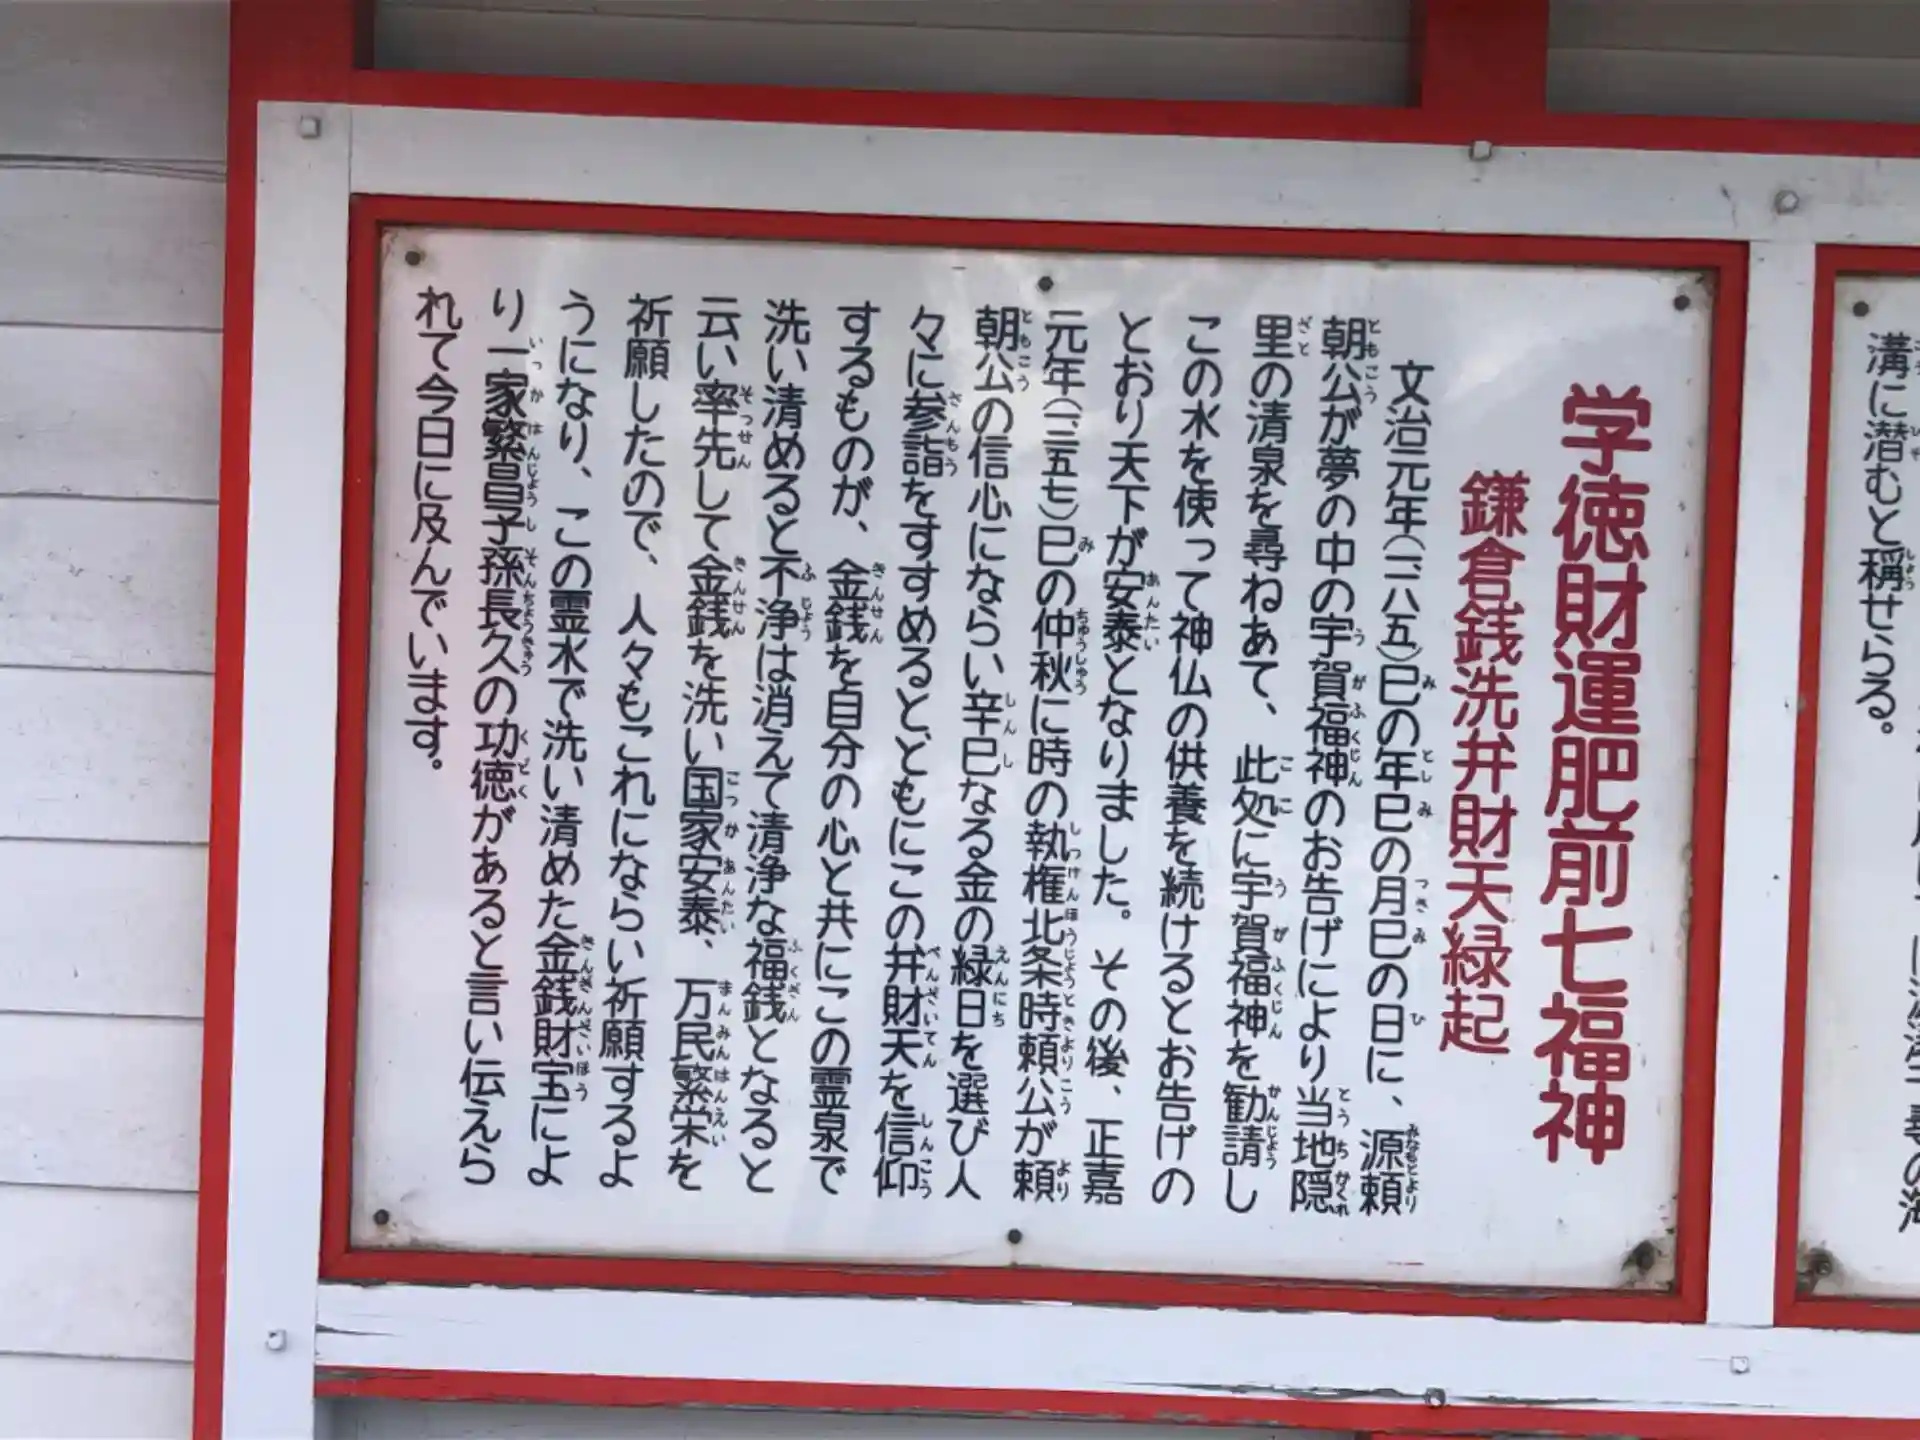 溝に潜むと稱せらる。
学徳財運肥前七福神
鎌倉銭洗弁財天縁起
文治元年(一一八五)巳の年巳の月巳の日に、源頼
朝公が夢の中の宇賀福神のお告げにより当地隠
里の清泉を尋ねあて、此処に宇賀福神を勧請し
この水を使って神仏の供養を続けるとお告げの
とおり天下が安泰となりました。その後、正嘉
元年(一二五七)巳の仲秋に時の執権北条時頼公が頼
朝公の信心にならい辛巳なる金の縁日を選び人
々に参詣をすすめるとともにこの弁財天を信仰
するものが、金銭を自分の心と共にこの霊泉で
洗い清めると不浄は消えて清浄な福銭となると
云い率先して金銭を洗い国家安泰、万民繁栄を
祈願したので、人々もこれにならい祈願するよ
うになり、この霊水で洗い清めた金銭財宝によ
り一家繁昌子孫長久の功徳があると言い伝えら
れて今日に及んでいます。